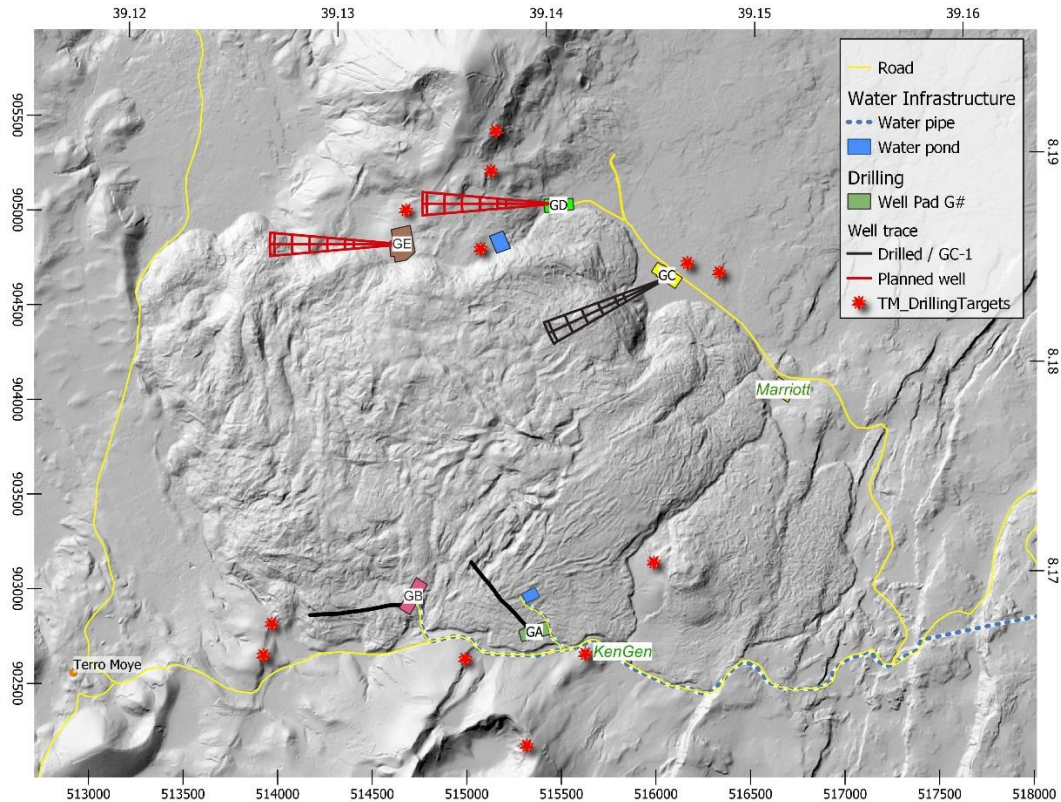 39.12
39.13
39.14
39.15
39.16
905500
905000
904500
904000
903500
903000
902500
8.19
8.18
8.17
Road
Water Infrastructure
Water pipe
Water pond
Drilling
Well Pad G#
Well trace
Drilled / GC-1
Planned well
TM_DrillingTargets
GD
GE
GC
Marriott
GB
GA
KenGen
Terro Moye
513000
513500
514000
514500
515000
515500
516000
516500
517000
517500
518000